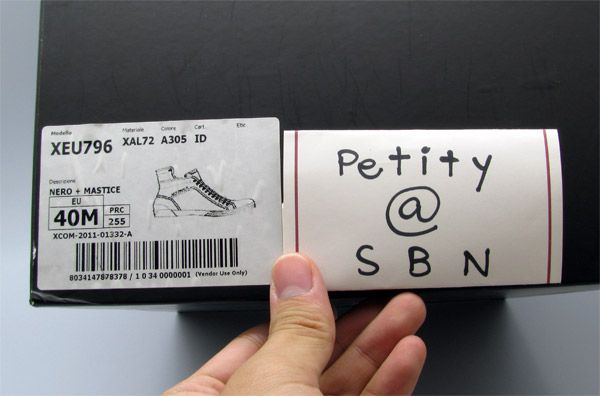 Modello Materiale Colore Cart. Etic
XEU796 XAL72 A305 ID
Descrizione
NERO + MASTICE
EU
40M
PRC
255
XCOM-2011-01332-A
8034147878378 / 1 0 34 0000001 (Vendor Use Only)
Petity
@
SBN